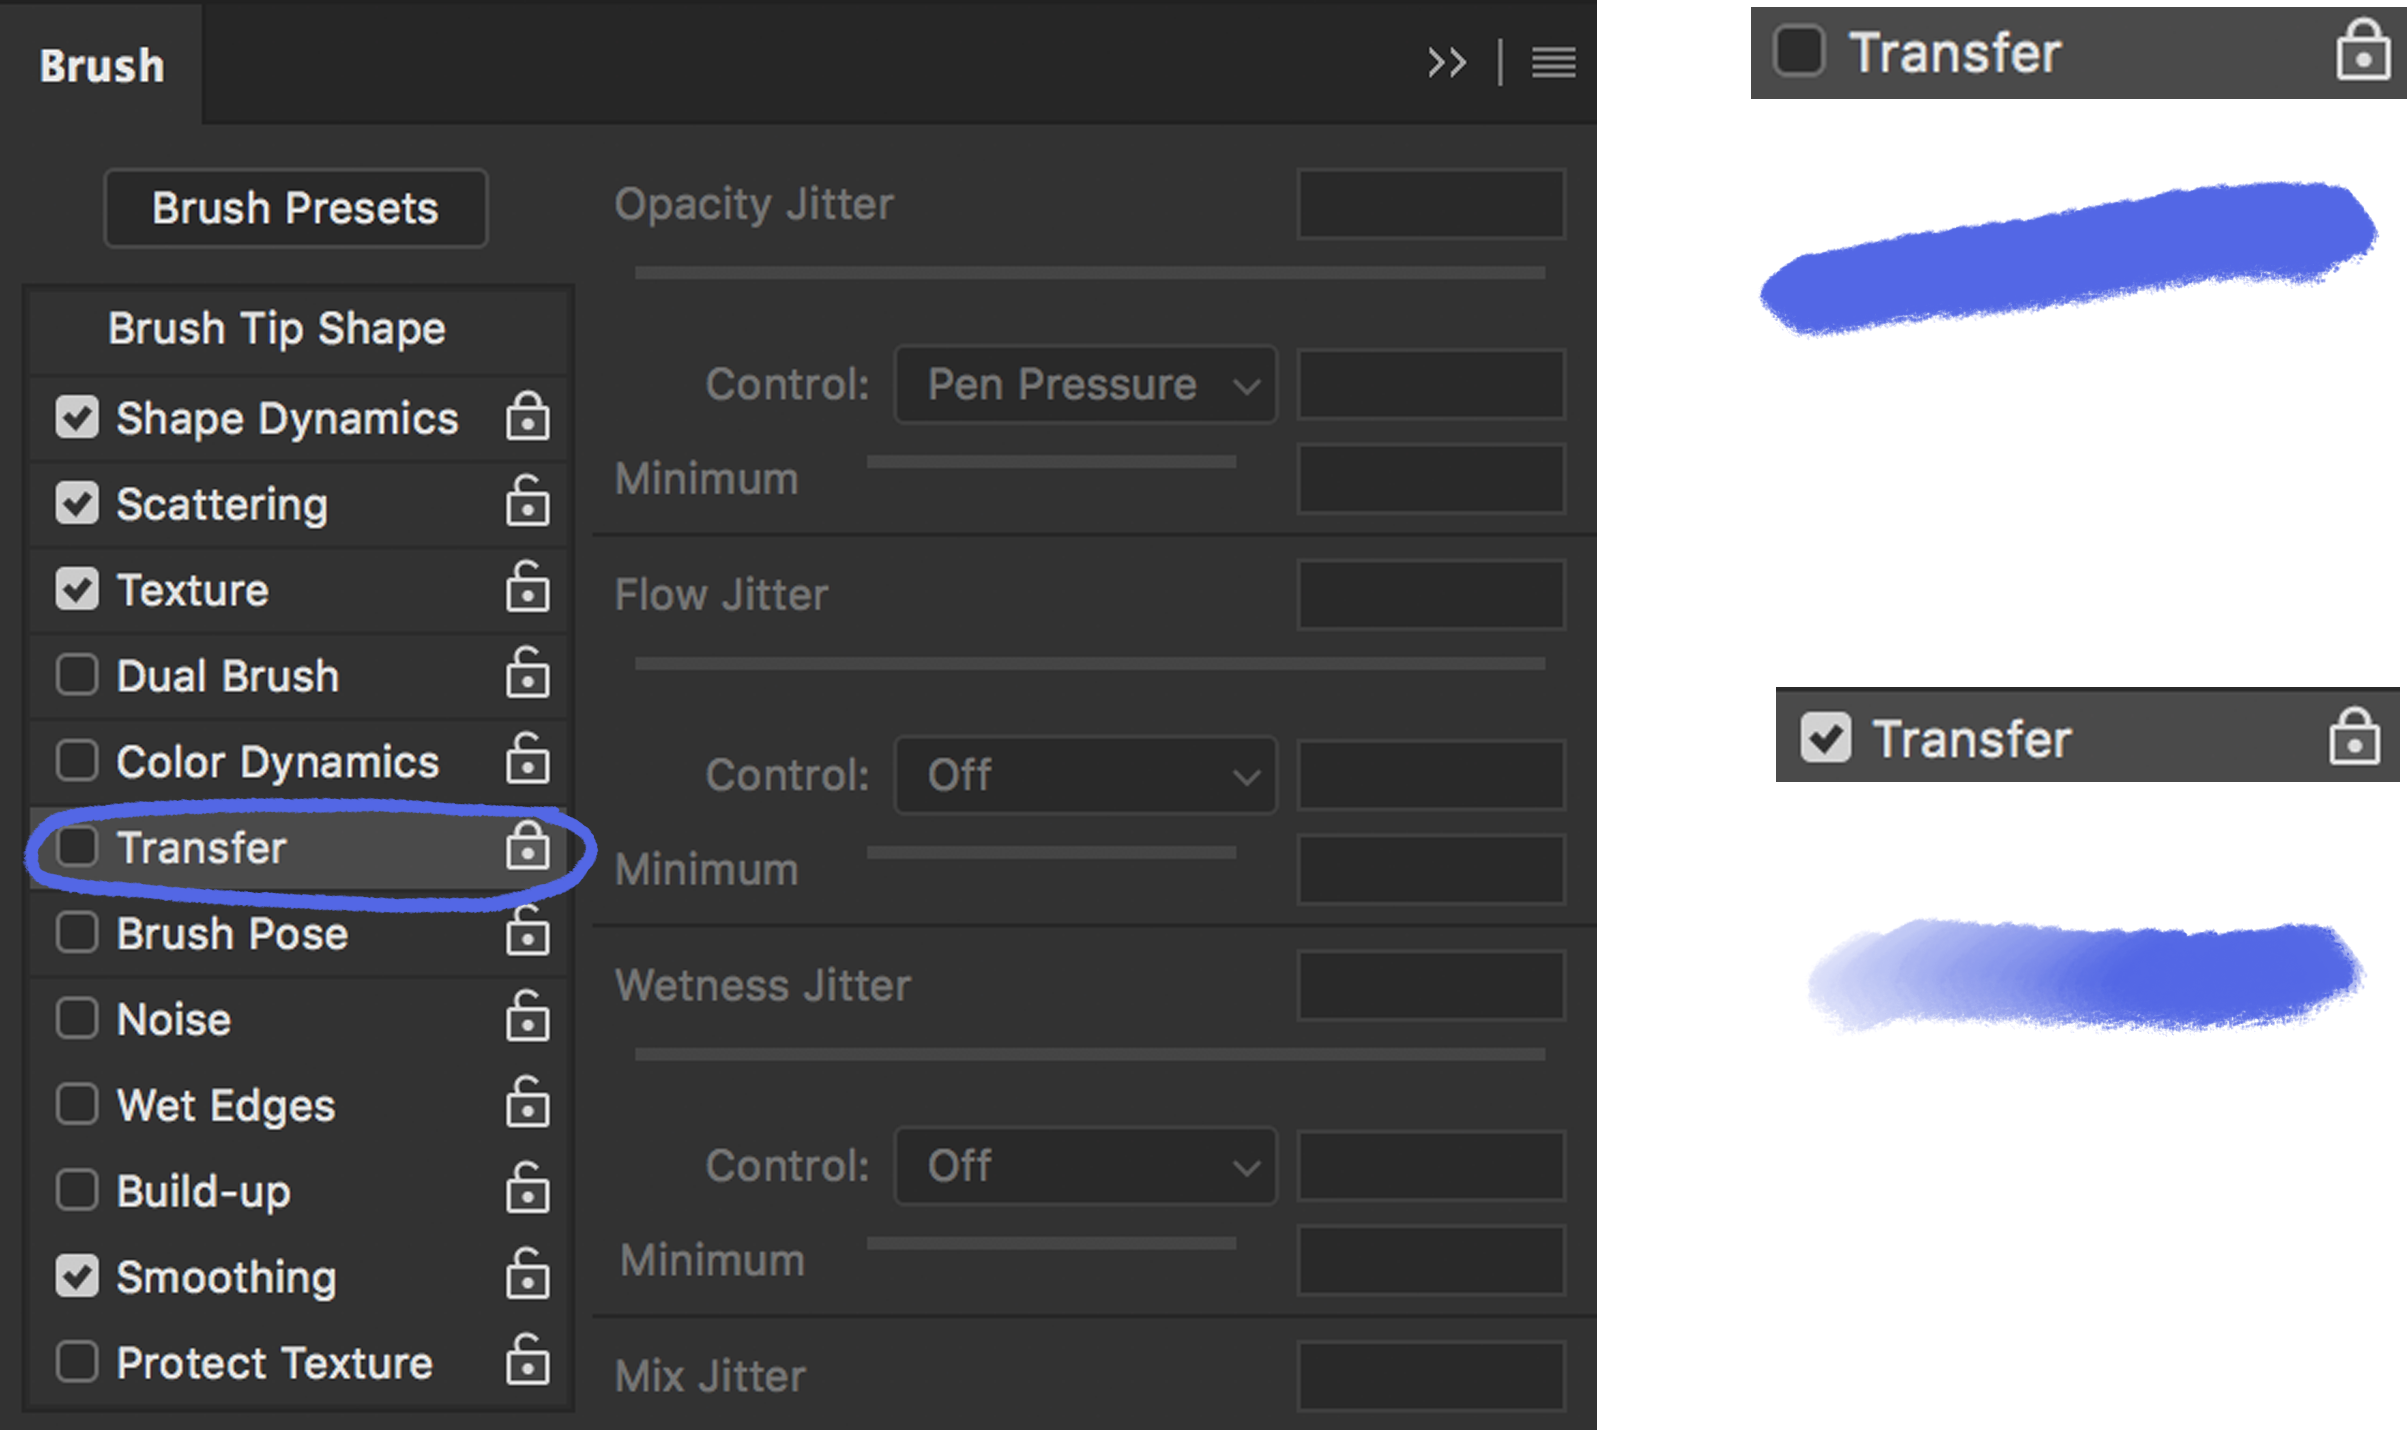 Brush
Brush Presets
Brush Tip Shape
Shape Dynamics
Scattering
Texture
Dual Brush
Color Dynamics
Transfer
Brush Pose
Noise
Wet Edges
Build-up
Smoothing
Protect Texture
Opacity Jitter
Control: Pen Pressure
Minimum
Flow Jitter
Control: Off
Minimum
Wetness Jitter
Control: Off
Minimum
Mix Jitter
Transfer
Transfer